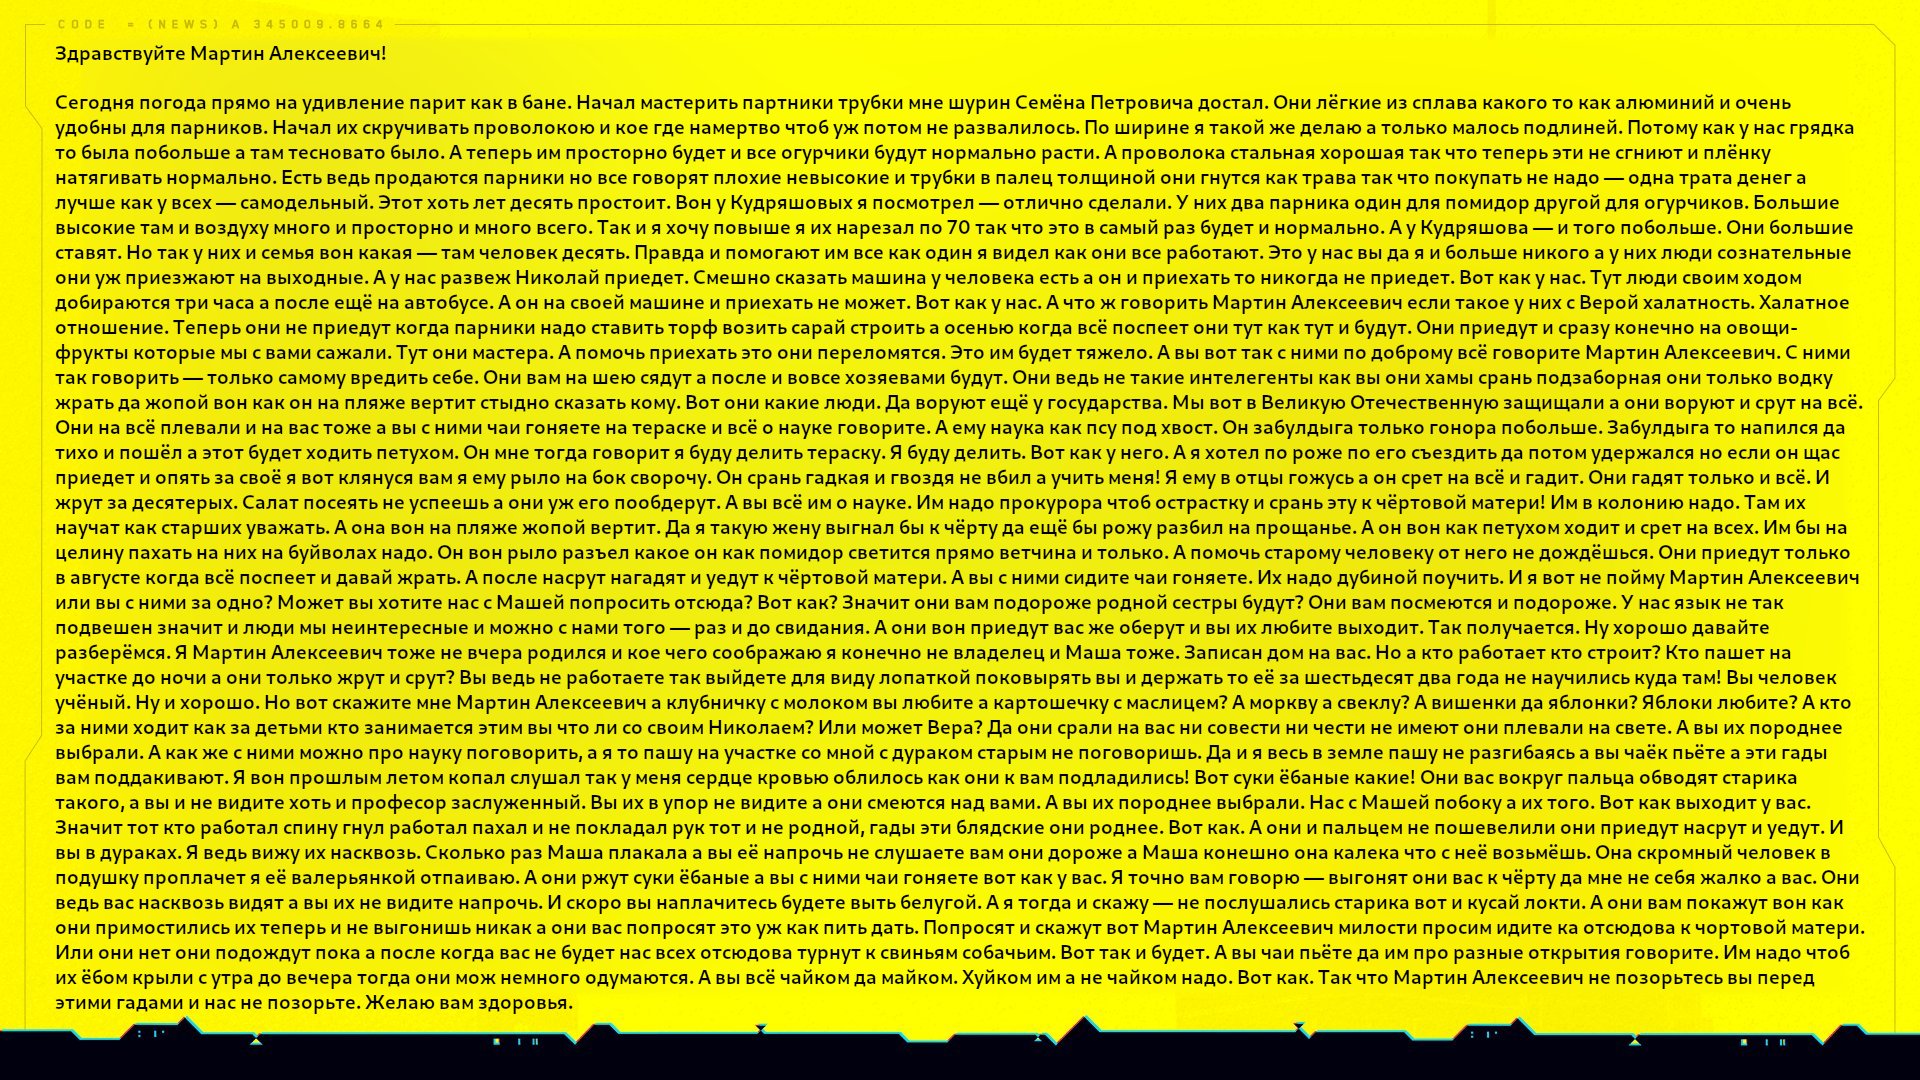 CODE = (NEWS) A 345009.8664
Здравствуйте Мартин Алексеевич!
Сегодня погода прямо на удивление парит как в бане. Начал мастерить партники трубки мне шурин Семёна Петровича достал. Они лёгкие из сплава какого то как алюминий и очень
удобны для парников. Начал их скручивать проволокою и кое где намертво чтоб уж потом не развалилось. По ширине я такой же делаю а только малось подлиней. Потому как у нас грядка
то была побольше а там тесновато было. А теперь им просторно будет и все огурчики будут нормально расти. А проволока стальная хорошая так что теперь эти не сгниют и плёнку
натягивать нормально. Есть ведь продаются парники но все говорят плохие невысокие и трубки в палец толщиной они гнутся как трава так что покупать не надо — одна трата денег а
лучше как у всех — самодельный. Этот хоть лет десять простоит. Вон у Кудряшовых я посмотрел — отлично сделали. У них два парника один для помидор другой для огурчиков. Большие
высокие там и воздуху много и просторно и много всего. Так и я хочу повыше я их нарезал по 70 так что это в самый раз будет и нормально. А у Кудряшова — и того побольше. Они большие
ставят. Но так у них и семья вон какая — там человек десять. Правда и помогают им все как один я видел как они все работают. Это у нас вы да я и больше никого а у них люди сознательные
они уж приезжают на выходные. А у нас развеж Николай приедет. Смешно сказать машина у человека есть а он и приехать то никогда не приедет. Вот как у нас. Тут люди своим ходом
добираются три часа а после ещё на автобусе. А он на своей машине и приехать не может. Вот как у нас. А что ж говорить Мартин Алексеевич если такое у них с Верой халатность. Халатное
отношение. Теперь они не приедут когда парники надо ставить торф возить сарай строить а осенью когда всё поспеет они тут как тут и будут. Они приедут и сразу конечно на овощи-
фрукты которые мы с вами сажали. Тут они мастера. А помочь приехать это они переломятся. Это им будет тяжело. А вы вот так с ними по доброму всё говорите Мартин Алексеевич. С ними
так говорить — только самому вредить себе. Они вам на шею сядут а после и вовсе хозяевами будут. Они ведь не такие интелегенты как вы они хамы срань подзаборная они только водку
жрать да жопой вон как он на пляже вертит стыдно сказать кому. Вот они какие люди. Да воруют ещё у государства. Мы вот в Великую Отечественную защищали а они воруют и срут на всё.
Они на всё плевали и на вас тоже а вы с ними чаи гоняете на тераске и всё о науке говорите. А ему наука как псу под хвост. Он забулдыга только гонора побольше. Забулдыга то напился да
тихо и пошёл а этот будет ходить петухом. Он мне тогда говорит я буду делить тераску. Я буду делить. Вот как у него. А я хотел по роже по его съездить да потом удержался но если он щас
приедет и опять за своё я вот клянуся вам я ему рыло на бок сворочу. Он срань гадкая и гвоздя не вбил а учить меня! Я ему в отцы гожусь а он срет на всё и гадит. Они гадят только и всё. И
жрут за десятерых. Салат посеять не успеешь а они уж его пообдерут. А вы всё им о науке. Им надо прокурора чтоб острастку и срань эту к чёртовой матери! Им в колонию надо. Там их
научат как старших уважать. А она вон на пляже жопой вертит. Да я такую жену выгнал бы к чёрту да ещё бы рожу разбил на прощанье. А он вон как петухом ходит и срет на всех. Им бы на
целину пахать на них на буйволах надо. Он вон рыло разъел какое он как помидор светится прямо ветчина и только. А помочь старому человеку от него не дождёшься. Они приедут только
в августе когда всё поспеет и давай жрать. А после насрут нагадят и уедут к чёртовой матери. А вы с ними сидите чаи гоняете. Их надо дубиной поучить. И я вот не пойму Мартин Алексеевич
или вы с ними за одно? Может вы хотите нас с Машей попросить отсюда? Вот как? Значит они вам подороже родной сестры будут? Они вам посмеются и подороже. У нас язык не так
подвешен значит и люди мы неинтересные и можно с нами того — раз и до свидания. А они вон приедут вас же оберут и вы их любите выходит. Так получается. Ну хорошо давайте
разберёмся. Я Мартин Алексеевич тоже не вчера родился и кое чего соображаю я конечно не владелец и Маша тоже. Записан дом на вас. Но а кто работает кто строит? Кто пашет на
участке до ночи а они только жрут и срут? Вы ведь не работаете так выйдете для виду лопаткой поковырять вы и держать то её за шестьдесят два года не научились куда там! Вы человек
учёный. Ну и хорошо. Но вот скажите мне Мартин Алексеевич а клубничку с молоком вы любите а картошечку с маслицем? А моркву а свеклу? А вишенки да яблонки? Яблоки любите? А кто
за ними ходит как за детьми кто занимается этим вы что ли со своим Николаем? Или может Вера? Да они срали на вас ни совести ни чести не имеют они плевали на свете. А вы их породнее
выбрали. А как же с ними можно про науку поговорить, а я то пашу на участке со мной с дураком старым не поговоришь. Да и я весь в земле пашу не разгибаясь а вы чаёк пьёте а эти гады
вам поддакивают. Я вон прошлым летом копал слушал так у меня сердце кровью облилось как они к вам подладились! Вот суки ёбаные какие! Они вас вокруг пальца обводят старика
такого, а вы и не видите хоть и професор заслуженный. Вы их в упор не видите а они смеются над вами. А вы их породнее выбрали. Нас с Машей побоку а их того. Вот как выходит у вас.
Значит тот кто работал спину гнул работал пахал и не покладал рук тот и не родной, гады эти блядские они роднее. Вот как. А они и пальцем не пошевелили они приедут насрут и уедут. И
вы в дураках. Я ведь вижу их насквозь. Сколько раз Маша плакала а вы её напрочь не слушаете вам они дороже а Маша конешно она калека что с неё возьмёшь. Она скромный человек в
подушку проплачет я её валерьянкой отпаиваю. А они ржут суки ёбаные а вы с ними чаи гоняете вот как у вас. Я точно вам говорю — выгонят они вас к чёрту да мне не себя жалко а вас. Они
ведь вас насквозь видят а вы их не видите напрочь. И скоро вы наплачитесь будете выть белугой. А я тогда и скажу — не послушались старика вот и кусай локти. А они вам покажут вон как
они примостились их теперь и не выгонишь никак а они вас попросят это уж как пить дать. Попросят и скажут вот Мартин Алексеевич милости просим идите ка отсюдова к чортовой матери.
Или они нет они подождут пока а после когда вас не будет нас всех отсюдова турнут к свиньям собачьим. Вот так и будет. А вы чаи пьёте да им про разные открытия говорите. Им надо чтоб
их ёбом крыли с утра до вечера тогда они мож немного одумаются. А вы всё чайком да майком. Хуйком им а не чайком надо. Вот как. Так что Мартин Алексеевич не позорьтесь вы перед
этими гадами и нас не позорьте. Желаю вам здоровья.